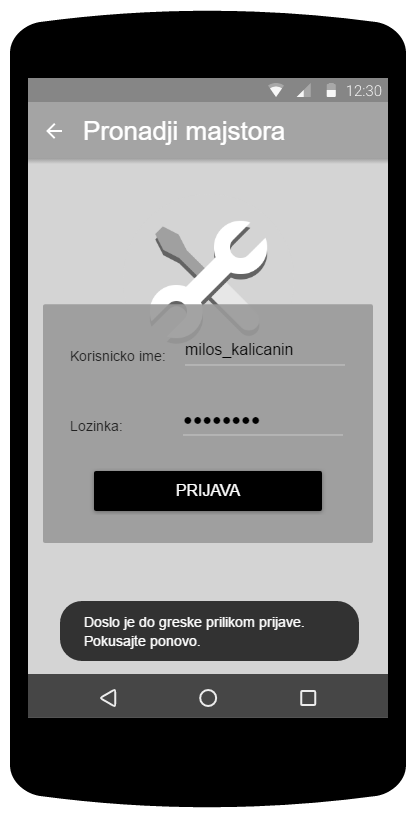 12:30
Pronadji majstora
Korisnicko ime: milos_kalicanin
Lozinka: ●●●●●●●●
PRIJAVA
Doslo je do greske prilikom prijave.
Pokusajte ponovo.